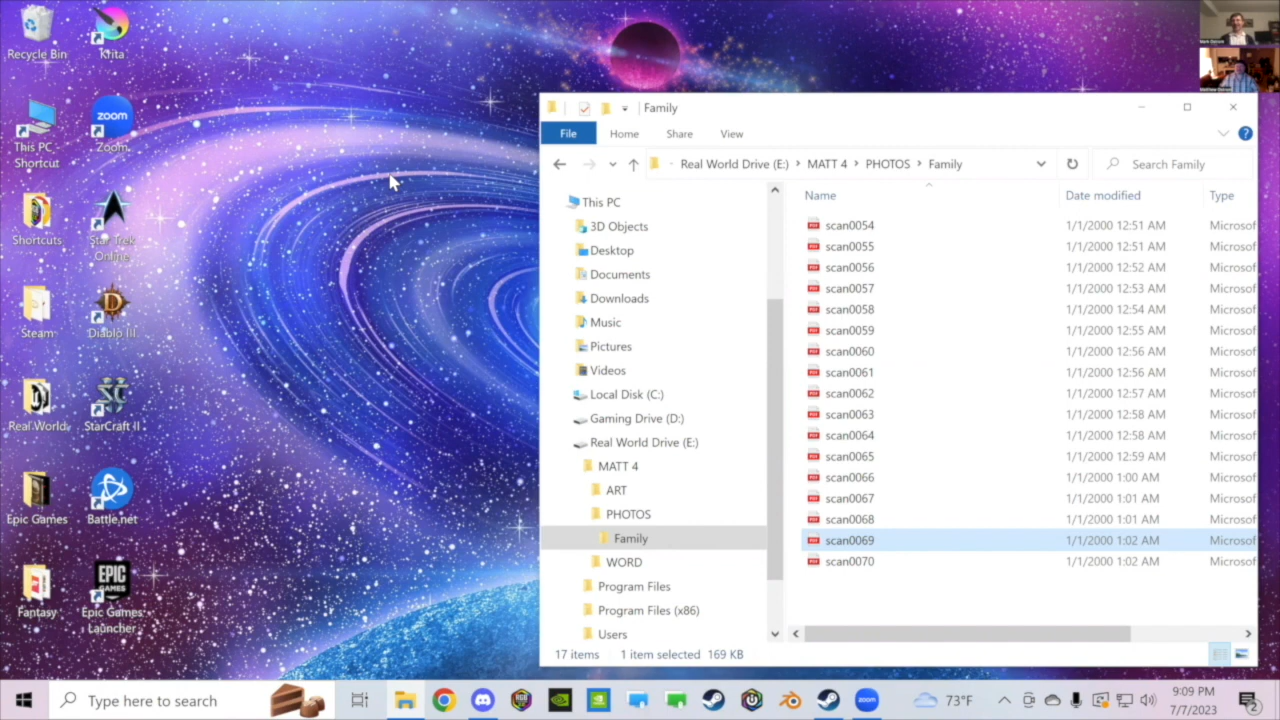 Recycle Bin
Krita
This PC - Shortcut
Zoom
zoom
Shortcuts
Star Trek Online
Steam
Diablo III
Real World
StarCraft II
Epic Games
Battle.net
Fantasy
EPIC GAMES
Epic Games Launcher
Family
File Home Share View
Real World Drive (E:) > MATT 4 > PHOTOS > Family
Search Family
This PC
3D Objects
Desktop
Documents
Downloads
Music
Pictures
Videos
Local Disk (C:)
Gaming Drive (D:)
Real World Drive (E:)
MATT 4
ART
PHOTOS
Family
WORD
Program Files
Program Files (x86)
Users
Name Date modified Type
scan0054 1/1/2000 12:51 AM Microsof
scan0055 1/1/2000 12:51 AM Microsof
scan0056 1/1/2000 12:52 AM Microsof
scan0057 1/1/2000 12:53 AM Microsof
scan0058 1/1/2000 12:54 AM Microsof
scan0059 1/1/2000 12:55 AM Microsof
scan0060 1/1/2000 12:56 AM Microsof
scan0061 1/1/2000 12:56 AM Microsof
scan0062 1/1/2000 12:57 AM Microsof
scan0063 1/1/2000 12:58 AM Microsof
scan0064 1/1/2000 12:58 AM Microsof
scan0065 1/1/2000 12:59 AM Microsof
scan0066 1/1/2000 1:00 AM Microsof
scan0067 1/1/2000 1:01 AM Microsof
scan0068 1/1/2000 1:01 AM Microsof
scan0069 1/1/2000 1:02 AM Microsof
scan0070 1/1/2000 1:02 AM Microsof
17 items 1 item selected 169 KB
Type here to search
zoom
73°F
9:09 PM
7/7/2023
2